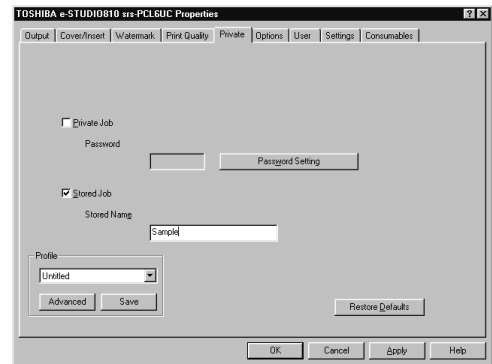 TOSHIBA e-STUDIO810 srs-PCL6UC Properties
Output Cover/Insert Watermark Print Quality Private Options User Settings Consumables
Private Job
Password
Password Setting
Stored Job
Stored Name
Sample
Profile
Untitled
Advanced Save
Restore Defaults
OK Cancel Apply Help